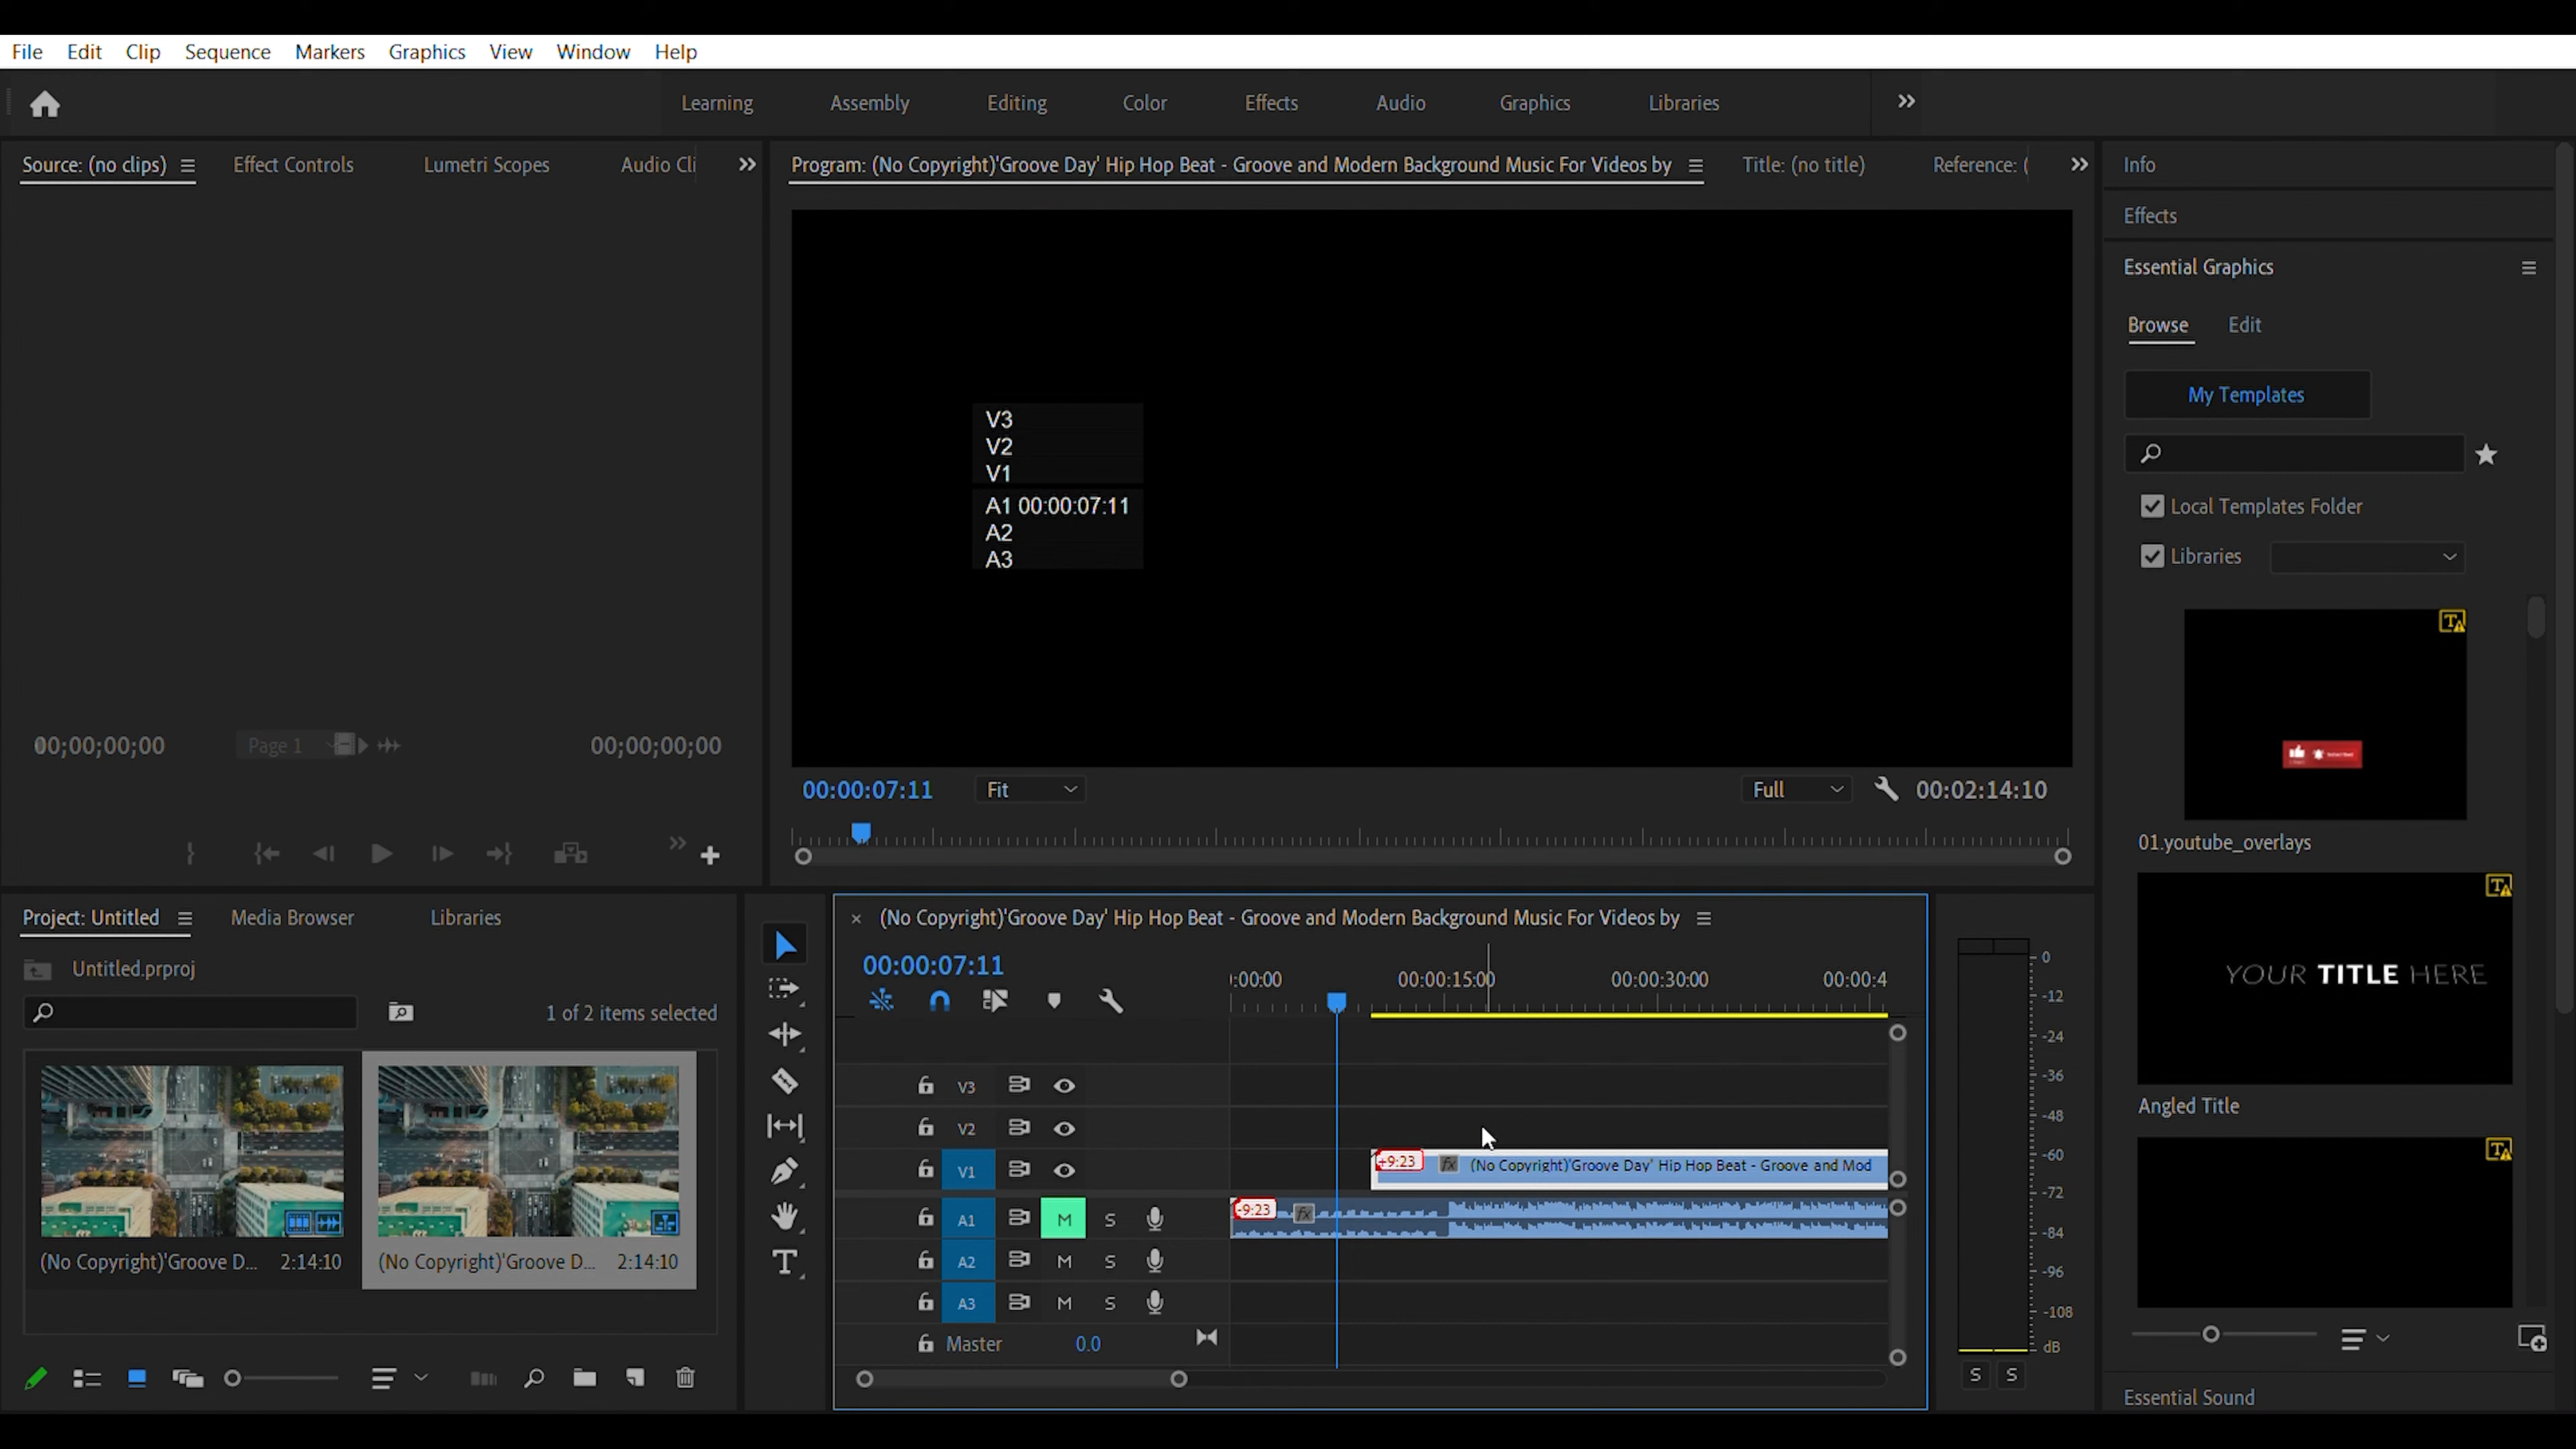 File Edit Clip Sequence Markers Graphics View Window Help
Learning Assembly Editing Color Effects Audio Graphics Libraries
Source: (no clips) Effect Controls Lumetri Scopes Audio Cli
Program: (No Copyright)'Groove Day' Hip Hop Beat - Groove and Modern Background Music For Videos by Title: (no title) Reference: (
V3
V2
V1
A1 00:00:07:11
A2
A3
00;00;00;00 Page 1 00;00;00;00
00:00:07:11 Fit Full 00:02:14:10
Info
Effects
Essential Graphics
Browse Edit
My Templates
Local Templates Folder
Libraries
01.youtube_overlays
YOUR TITLE HERE
Angled Title
Essential Sound
Project: Untitled Media Browser Libraries
Untitled.prproj
1 of 2 items selected
(No Copyright)'Groove D... 2:14:10
(No Copyright)'Groove D... 2:14:10
(No Copyright)'Groove Day' Hip Hop Beat - Groove and Modern Background Music For Videos by
00:00:07:11
:00:00 00:00:15:00 00:00:30:00 00:00:4
V3
V2
V1 +9:23 fx (No Copyright)'Groove Day' Hip Hop Beat - Groove and Mod
A1 M S -9:23 fx
A2 M S
A3 M S
Master 0.0
0
-12
-24
-36
-48
-60
-72
-84
-96
-108
dB
S S